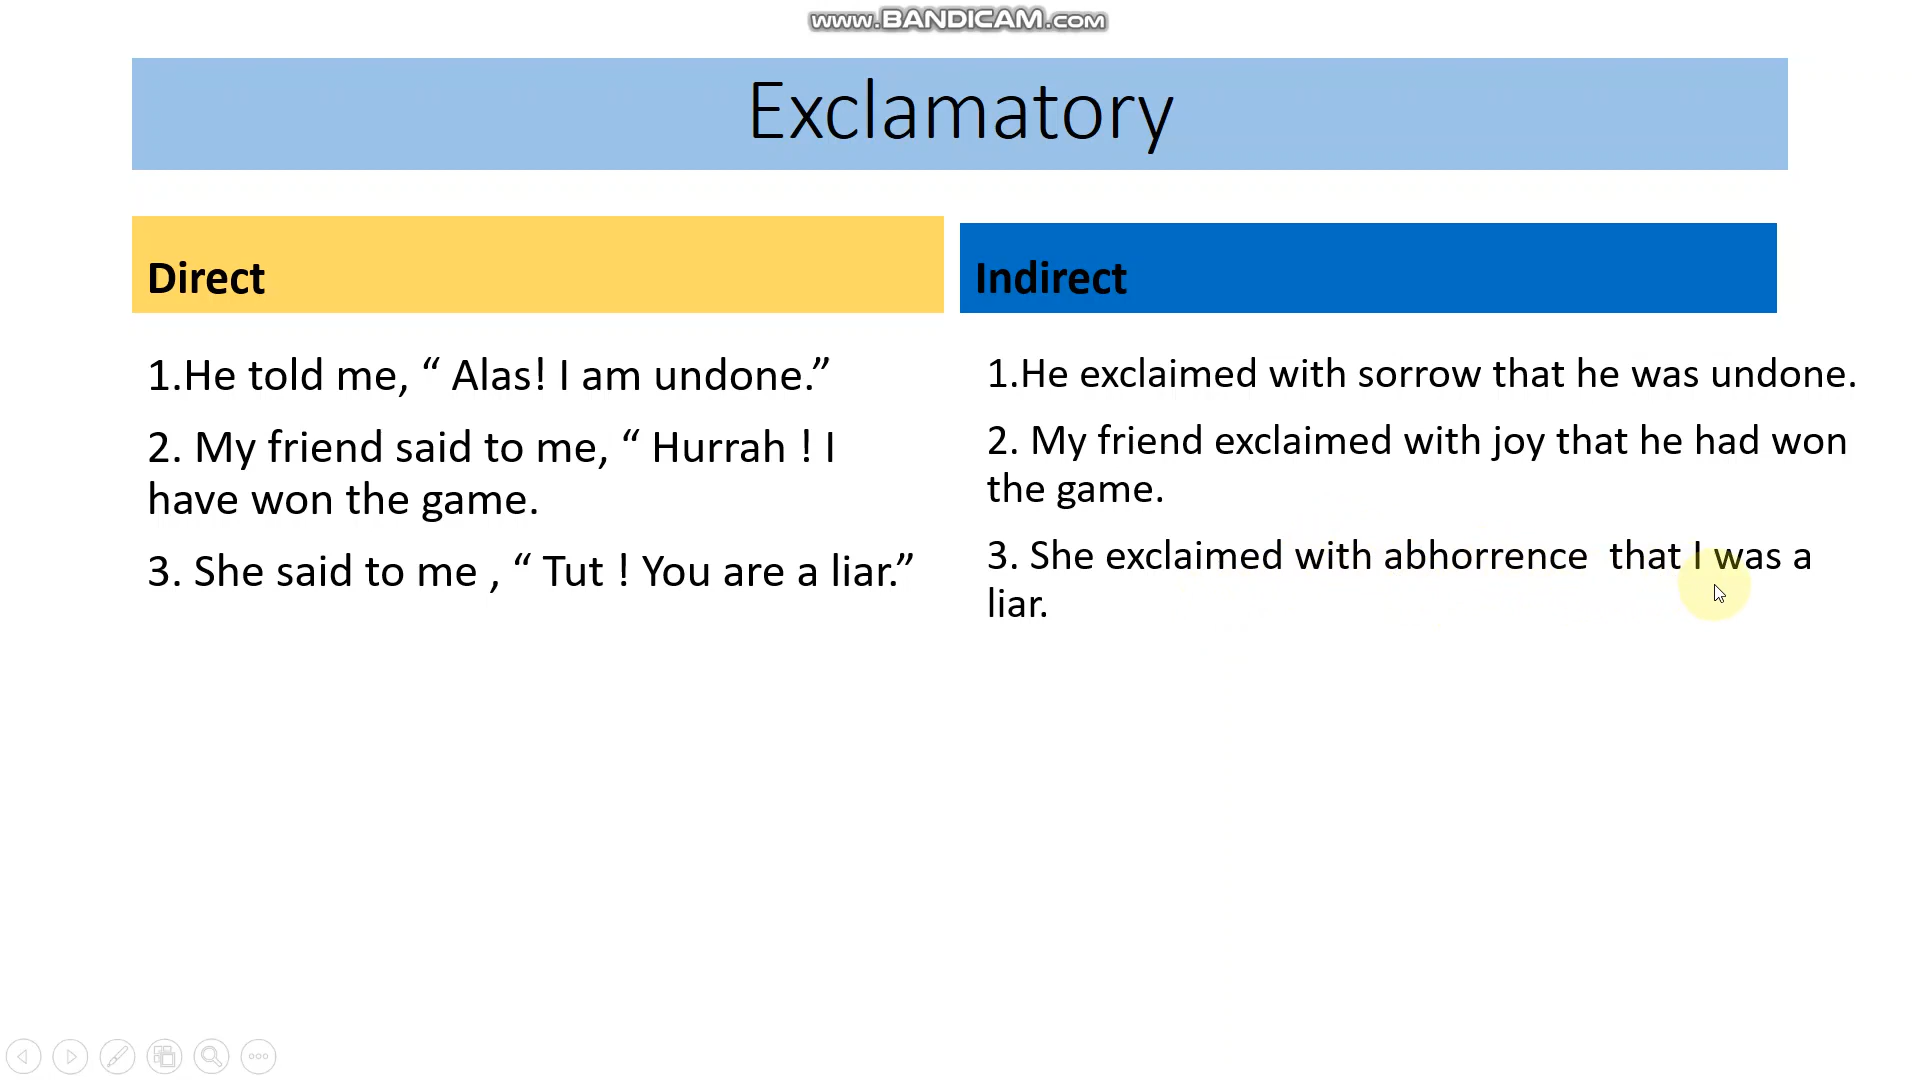 www.BANDICAM.com
Exclamatory
Direct
Indirect
1.He told me, “ Alas! I am undone.”
2. My friend said to me, “ Hurrah ! I
have won the game.
3. She said to me , “ Tut ! You are a liar.”
1.He exclaimed with sorrow that he was undone.
2. My friend exclaimed with joy that he had won
the game.
3. She exclaimed with abhorrence  that I was a
liar.